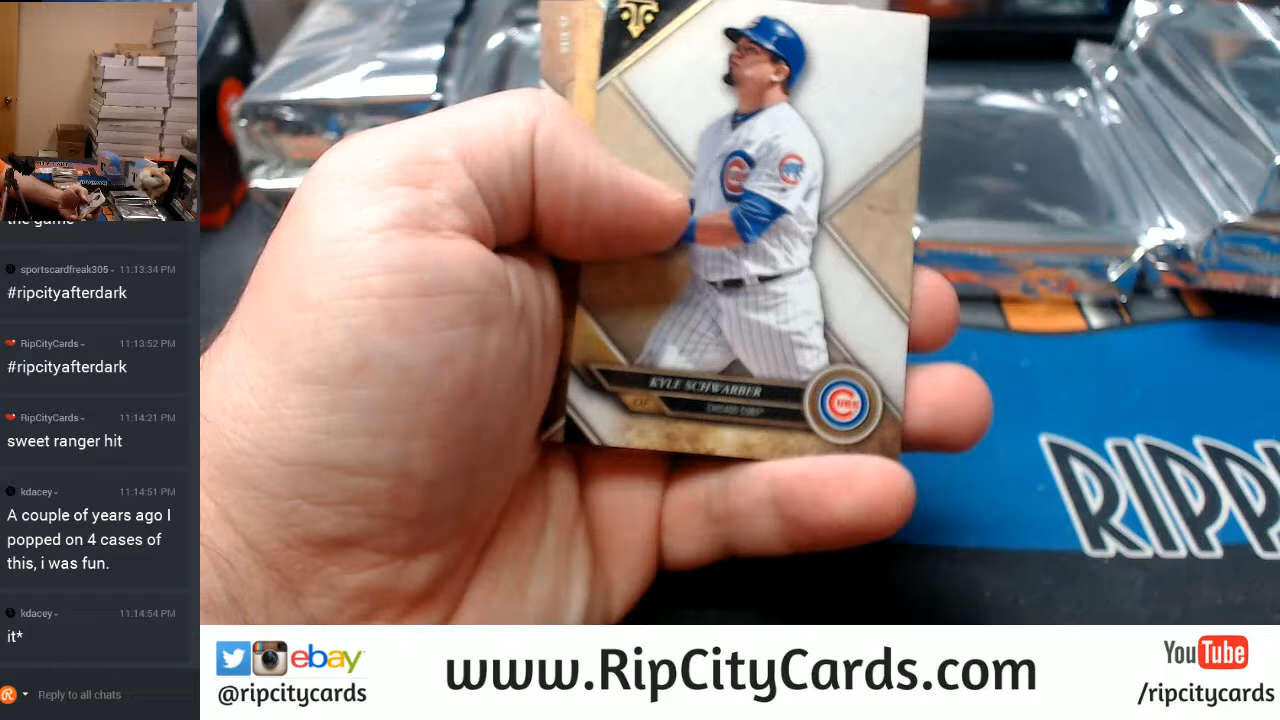 the game
sportscardfreak305 - 11:13:34 PM
#ripcityafterdark
RipCityCards - 11:13:52 PM
#ripcityafterdark
RipCityCards - 11:14:21 PM
sweet ranger hit
kdacey - 11:14:51 PM
A couple of years ago I
popped on 4 cases of
this, i was fun.
kdacey - 11:14:54 PM
it*
Reply to all chats
KYLE SCHWARBER
OF
CHICAGO CUBS
CUBS
RIPP
ebay
@ripcitycards
www.RipCityCards.com
YouTube
/ripcitycards